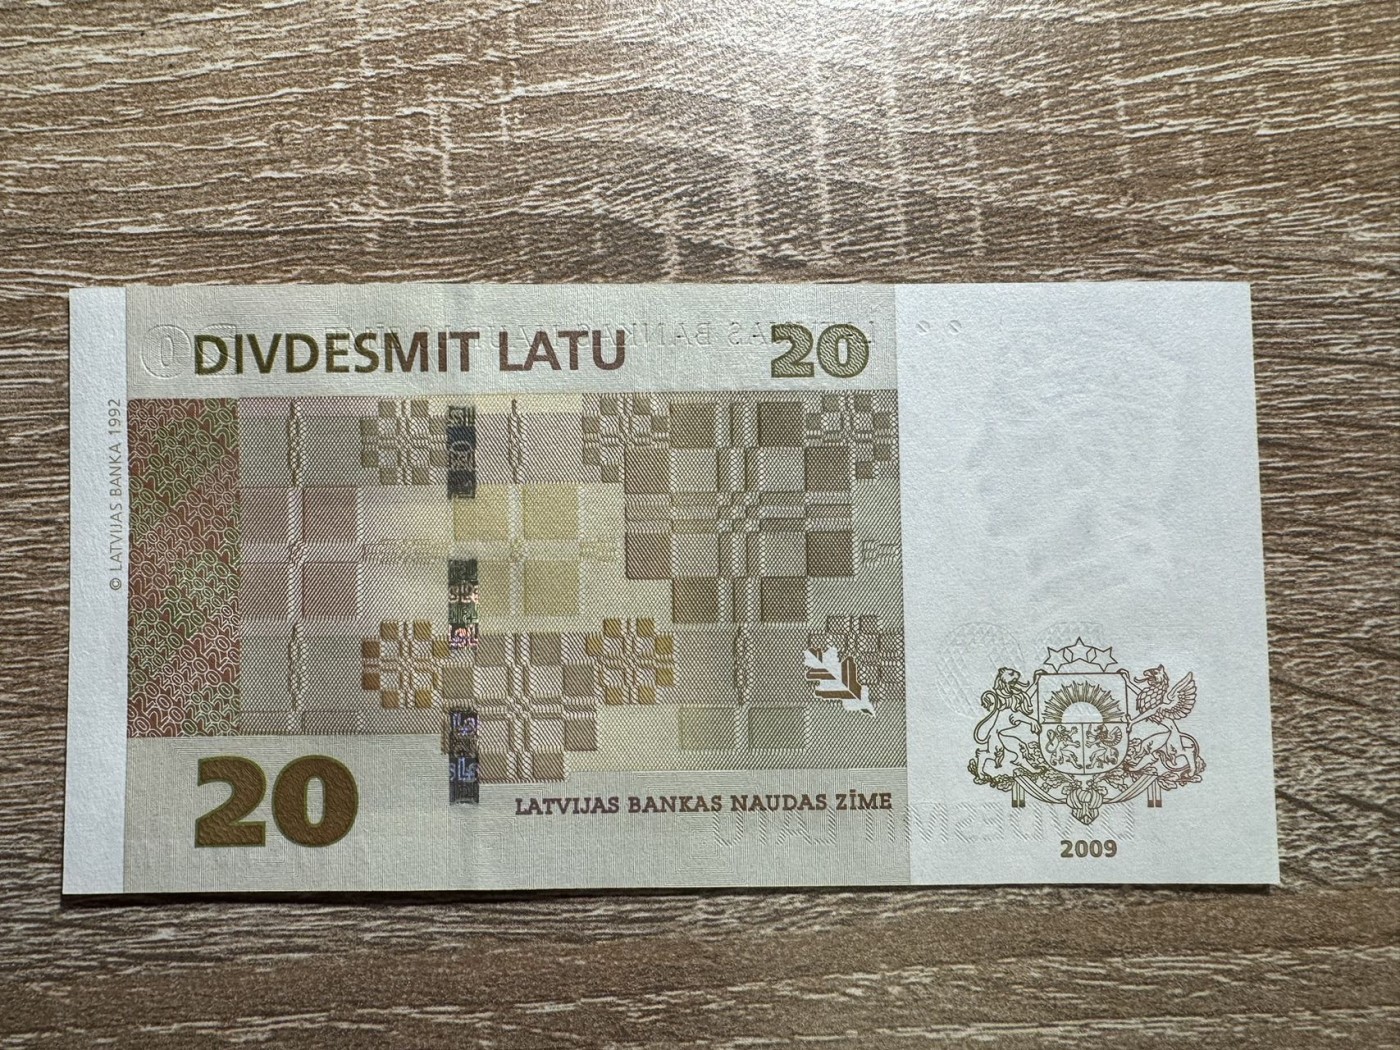 DIVDESMIT LATU 20
© LATVIJAS BANKA 1992
20
LATVIJAS BANKAS NAUDAS ZĪME
2009